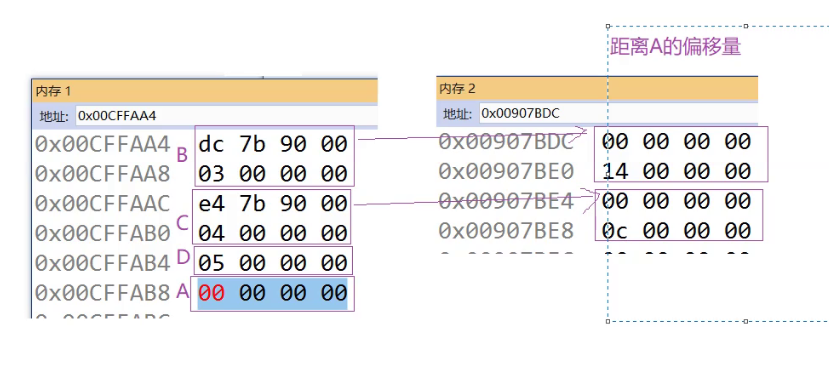 距离A的偏移量
内存 1
地址: 0x00CFFAA4
0x00CFFAA4 dc 7b 90 00
B
0x00CFFAA8 03 00 00 00
0x00CFFAAC e4 7b 90 00
C
0x00CFFAB0 04 00 00 00
0x00CFFAB4 D 05 00 00 00
0x00CFFAB8 A 00 00 00 00
内存 2
地址: 0x00907BDC
0x00907BDC 00 00 00 00
0x00907BE0 14 00 00 00
0x00907BE4 00 00 00 00
0x00907BE8 0c 00 00 00